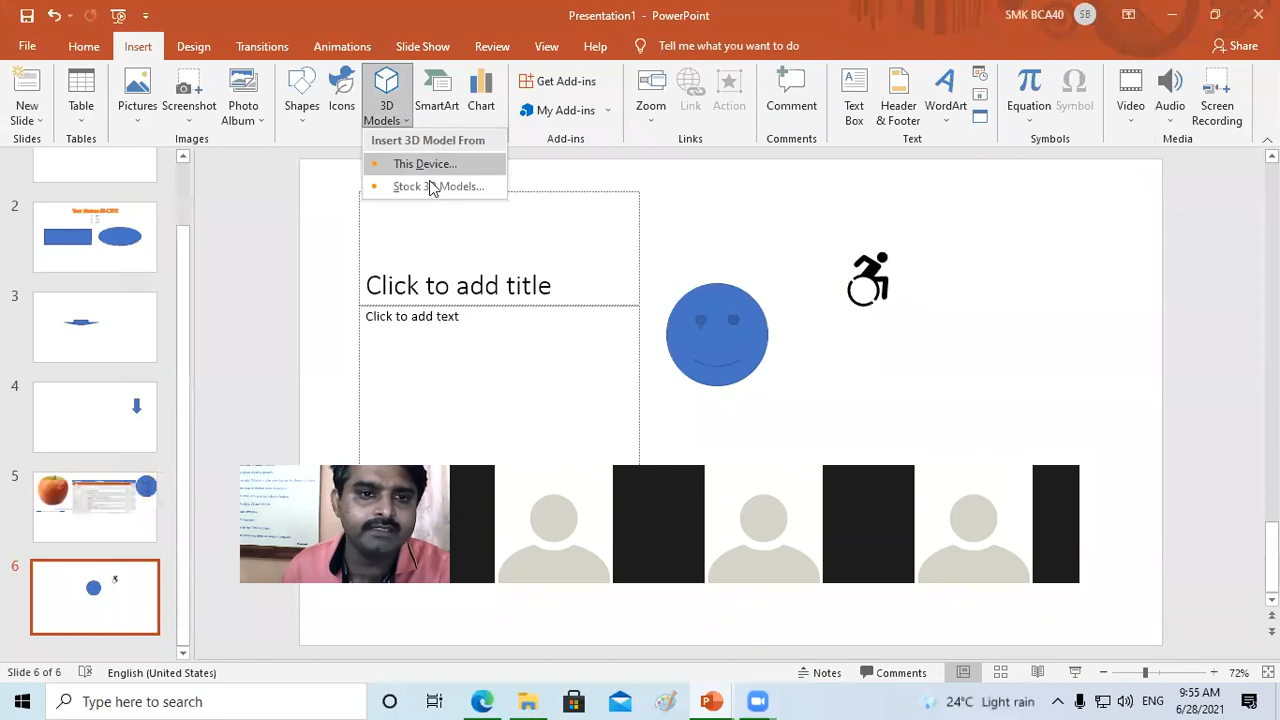 Presentation1 - PowerPoint
SMK BCA40
SB
File
Home
Insert
Design
Transitions
Animations
Slide Show
Review
View
Help
Tell me what you want to do
Share
New Slide
Table
Pictures
Screenshot
Photo Album
Shapes
Icons
3D Models
SmartArt
Chart
Get Add-ins
My Add-ins
Zoom
Link
Action
Comment
Text Box
Header & Footer
WordArt
Equation
Symbol
Video
Audio
Screen Recording
Slides
Tables
Images
Add-ins
Links
Comments
Text
Symbols
Media
Insert 3D Model From
This Device...
Stock 3D Models...
2
3
4
5
6
Click to add title
Click to add text
Slide 6 of 6
English (United States)
Notes
Comments
72%
Type here to search
24°C Light rain
ENG
9:55 AM
6/28/2021